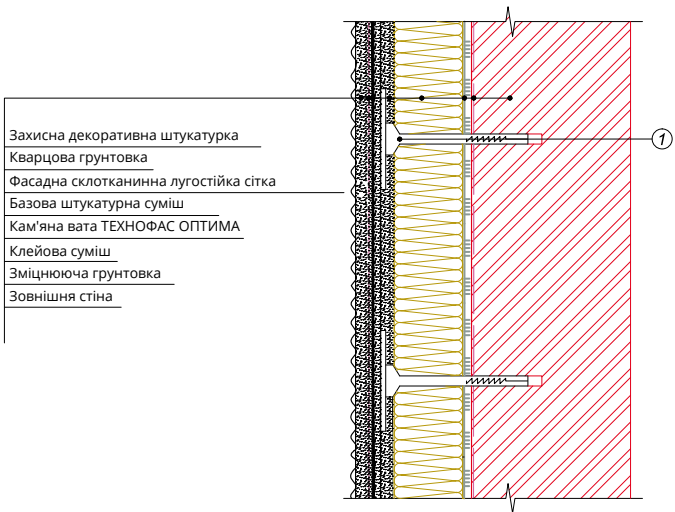 Захисна декоративна штукатурка
Кварцова грунтовка
Фасадна склотканинна лугостійка сітка
Базова штукатурна суміш
Кам'яна вата ТЕХНОФАС ОПТИМА
Клейова суміш
Зміцнююча грунтовка
Зовнішня стіна
1